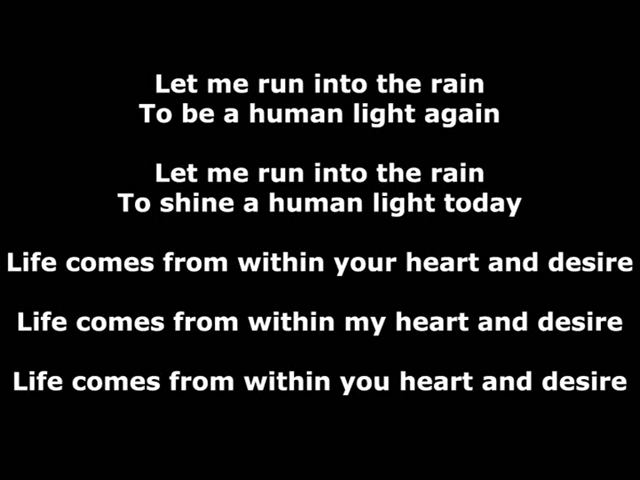 Let me run into the rain
To be a human light again
Let me run into the rain
To shine a human light today
Life comes from within your heart and desire
Life comes from within my heart and desire
Life comes from within you heart and desire